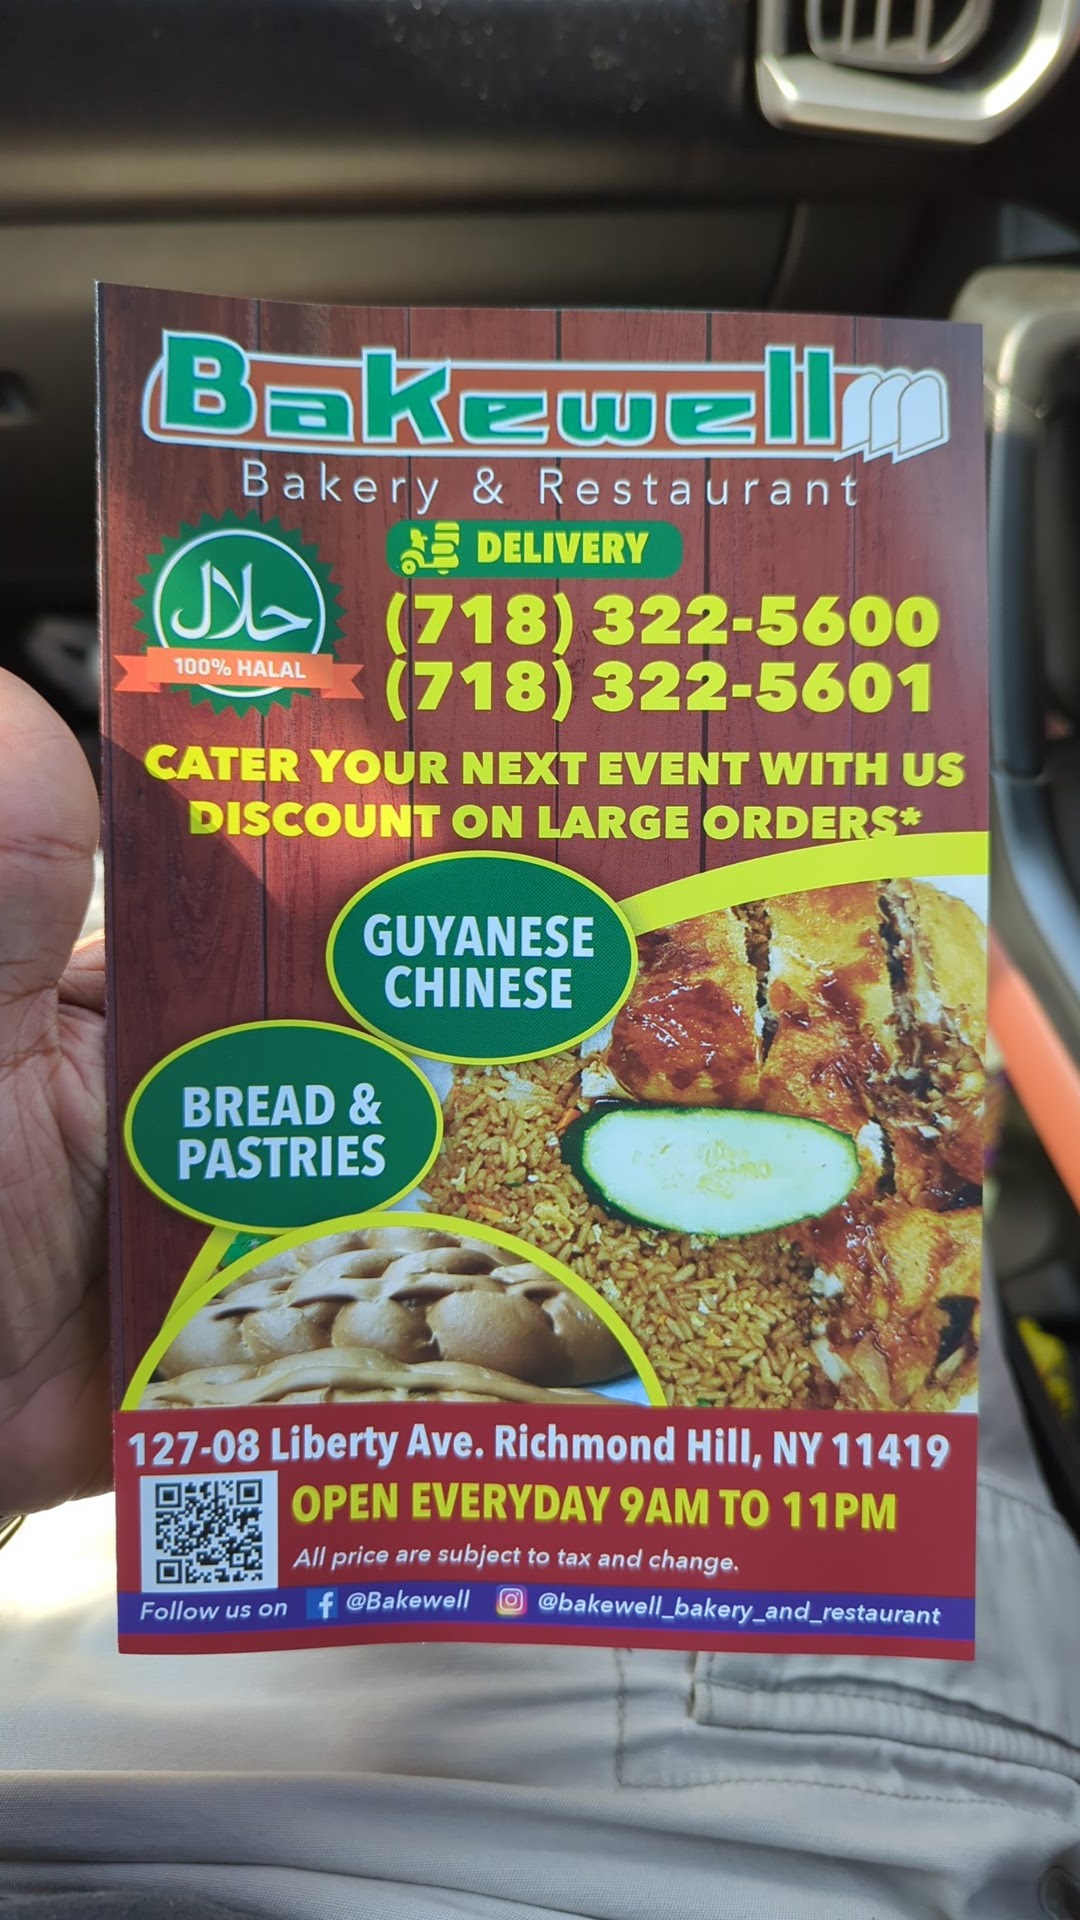 Bakewell
Bakery & Restaurant
DELIVERY
حلال
100% HALAL
(718) 322-5600
(718) 322-5601
CATER YOUR NEXT EVENT WITH US
DISCOUNT ON LARGE ORDERS*
GUYANESE
CHINESE
BREAD &
PASTRIES
127-08 Liberty Ave. Richmond Hill, NY 11419
OPEN EVERYDAY 9AM TO 11PM
All price are subject to tax and change.
Follow us on f @Bakewell @bakewell_bakery_and_restaurant